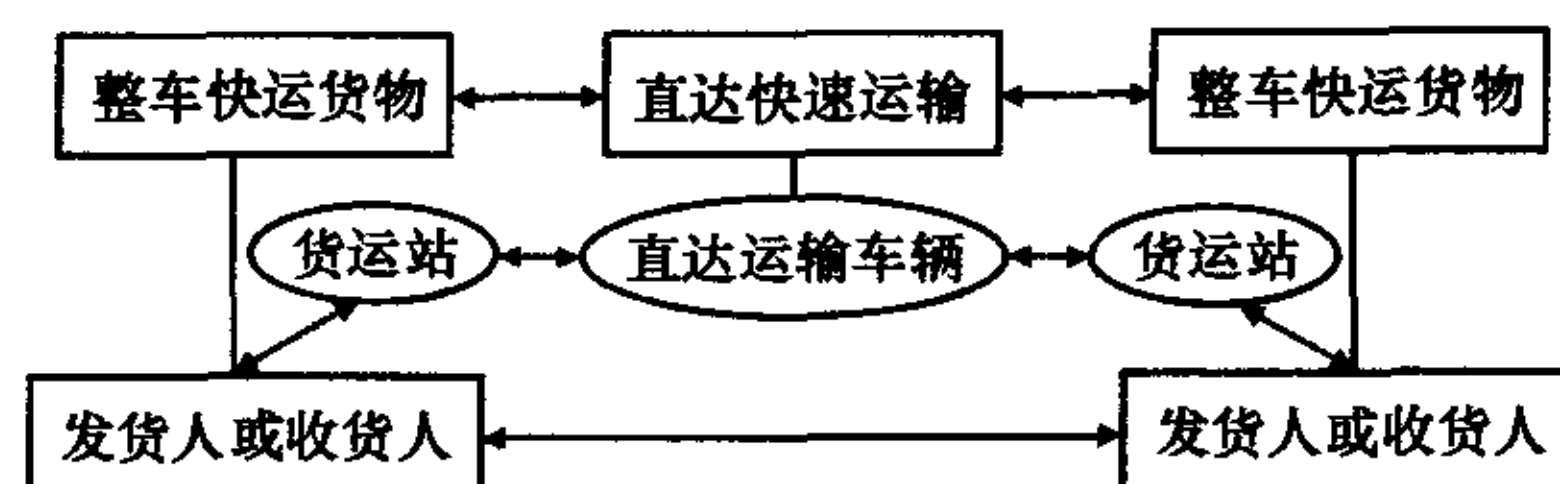 整车快运货物
直达快速运输
整车快运货物
货运站
直达运输车辆
货运站
发货人或收货人
发货人或收货人